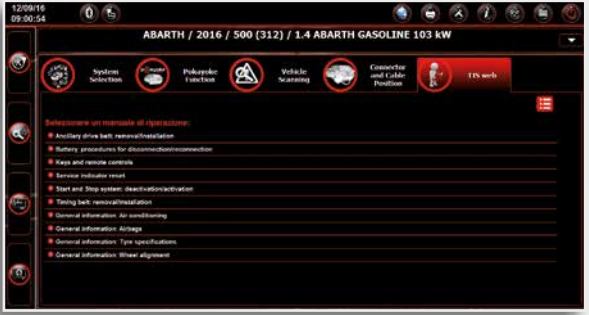 12/09/16
09:00:54
ABARTH / 2016 / 500 (312) / 1.4 ABARTH GASOLINE 103 kW
System
Selection
Pokayoke
Function
Vehicle
Scanning
Connector
and Cable
Position
TIS web
Selezionare un manuale di riparazione:
Ancillary drive belt: removal/installation
Battery: procedures for disconnection/reconnection
Keys and remote controls
Service indicator reset
Start and Stop system: deactivation/activation
Timing belt: removal/installation
General information: Air conditioning
General information: Airbags
General information: Tyre specifications
General information: Wheel alignment